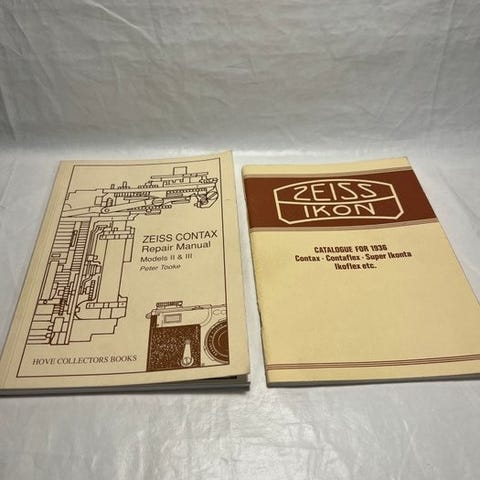 ZEISS CONTAX
Repair Manual
Models II & III
Peter Tooke
HOVE COLLECTORS BOOKS
ZEISS
IKON
CATALOGUE FOR 1936
Contax - Contaflex - Super Ikonta
Ikoflex etc.